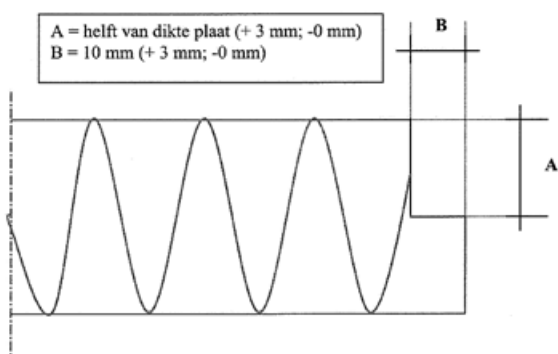 A = helft van dikte plaat (+ 3 mm; -0 mm)
B = 10 mm (+ 3 mm; -0 mm)
B
A